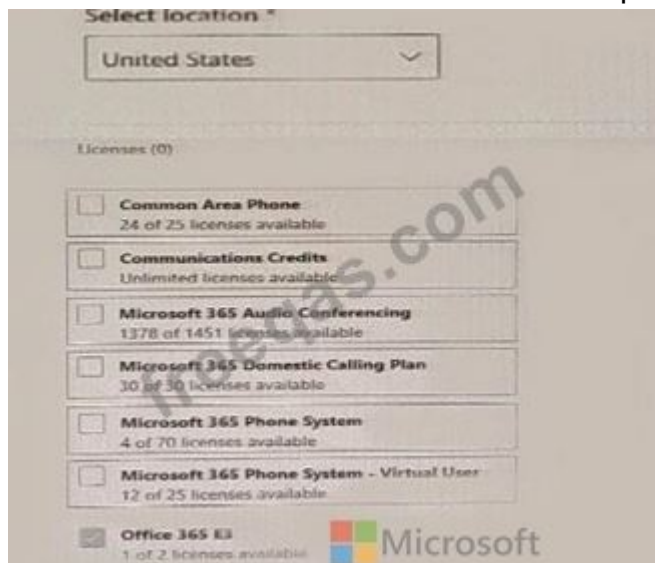 Select location *
United States
Licenses (0)
Common Area Phone
24 of 25 licenses available
Communications Credits
Unlimited licenses available
Microsoft 365 Audio Conferencing
1378 of 1451 licenses available
Microsoft 365 Domestic Calling Plan
30 of 30 licenses available
Microsoft 365 Phone System
4 of 70 licenses available
Microsoft 365 Phone System - Virtual User
12 of 25 licenses available
Office 365 E3
1 of 2 licenses available
Microsoft
freeqas.com